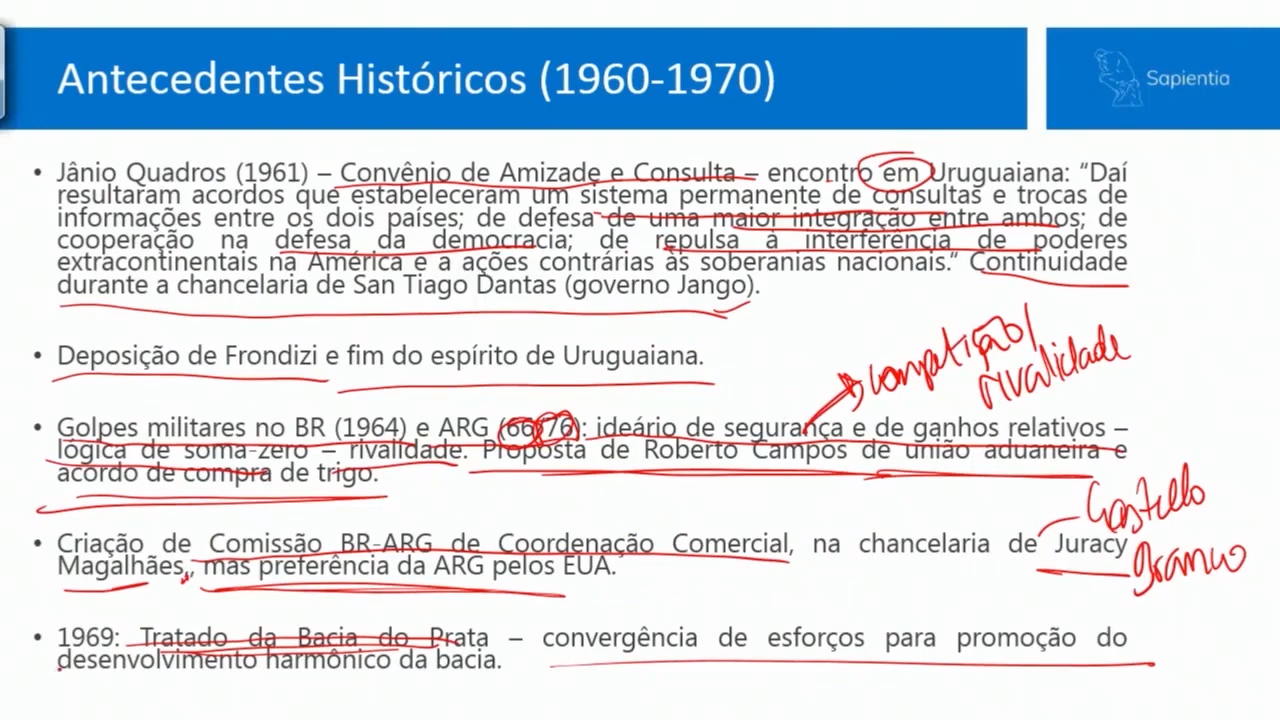 Antecedentes Históricos (1960-1970)
Sapientia
• Jânio Quadros (1961) – Convênio de Amizade e Consulta – encontro em Uruguaiana: “Daí
resultaram acordos que estabeleceram um sistema permanente de consultas e trocas de
informações entre os dois países; de defesa de uma maior integração entre ambos; de
cooperação na defesa da democracia; de repulsa à interferência de poderes
extracontinentais na América e a ações contrárias às soberanias nacionais.“ Continuidade
durante a chancelaria de San Tiago Dantas (governo Jango).
• Deposição de Frondizi e fim do espírito de Uruguaiana.
competição/
rivalidade
• Golpes militares no BR (1964) e ARG (66/76): ideário de segurança e de ganhos relativos –
lógica de soma-zero – rivalidade. Proposta de Roberto Campos de união aduaneira e
acordo de compra de trigo.
Castello
Branco
• Criação de Comissão BR-ARG de Coordenação Comercial, na chancelaria de Juracy
Magalhães,, mas preferência da ARG pelos EUA.
• 1969: Tratado da Bacia do Prata – convergência de esforços para promoção do
desenvolvimento harmônico da bacia.